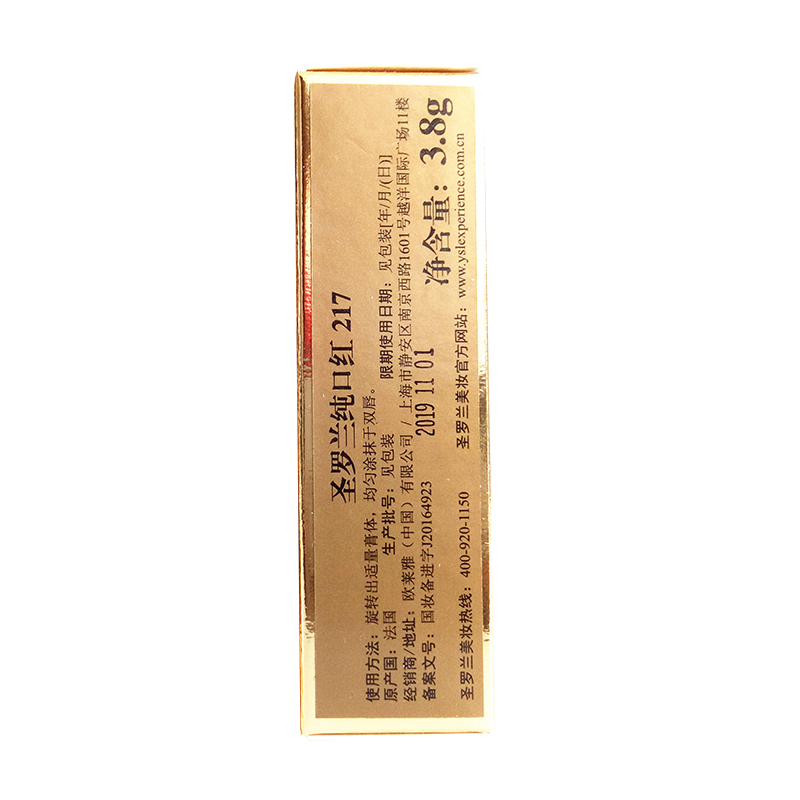 圣罗兰纯口红 217
使用方法：旋转出适量膏体，均匀涂抹于双唇。
原产国：法国 生产批号：见包装 限期使用日期：见包装[年/月/(日)]
经销商/地址：欧莱雅（中国）有限公司 / 上海市静安区南京西路1601号越洋国际广场11楼
备案文号：国妆备进字J20164923 2019 11 01 净含量：3.8g
圣罗兰美妆热线：400-920-1150 圣罗兰美妆官方网站：www.yslexperience.com.cn